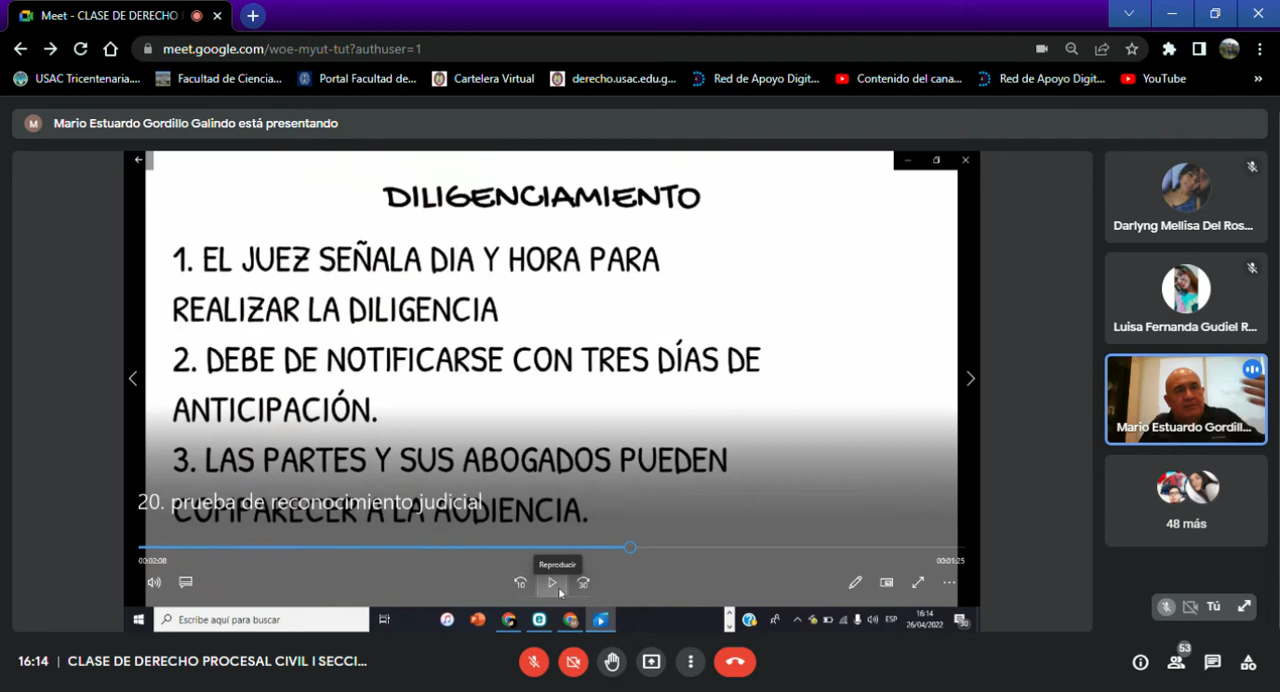 Meet - CLASE DE DERECHO
meet.google.com/woe-myut-tut?authuser=1
USAC Tricentenaria....
Facultad de Ciencia...
Portal Facultad de...
Cartelera Virtual
derecho.usac.edu.g...
Red de Apoyo Digit...
Contenido del cana...
Red de Apoyo Digit...
YouTube
»
M
Mario Estuardo Gordillo Galindo está presentando
DILIGENCIAMIENTO
1. EL JUEZ SEÑALA DIA Y HORA PARA
REALIZAR LA DILIGENCIA
2. DEBE DE NOTIFICARSE CON TRES DÍAS DE
ANTICIPACIÓN.
3. LAS PARTES Y SUS ABOGADOS PUEDEN
COMPARECER A LA AUDIENCIA.
20. prueba de reconocimiento judicial
00:02:08
00:01:25
Reproducir
10
30
Escribe aquí para buscar
ESP
16:14
26/04/2022
30
Darlyng Mellisa Del Ros...
Luisa Fernanda Gudiel R...
Mario Estuardo Gordill...
48 más
Tú
16:14 | CLASE DE DERECHO PROCESAL CIVIL I SECCI...
53